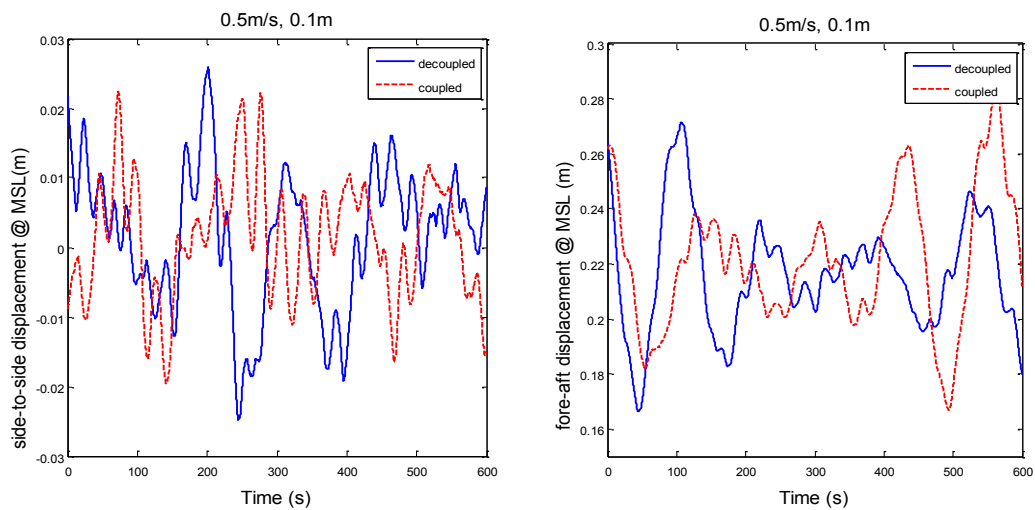 0.5m/s, 0.1m
side-to-side displacement @ MSL(m)
0.03
0.02
0.01
0
-0.01
-0.02
-0.03
decoupled
coupled
0 100 200 300 400 500 600
Time (s)
0.5m/s, 0.1m
fore-aft displacement @ MSL (m)
0.3
0.28
0.26
0.24
0.22
0.2
0.18
0.16
decoupled
coupled
0 100 200 300 400 500 600
Time (s)